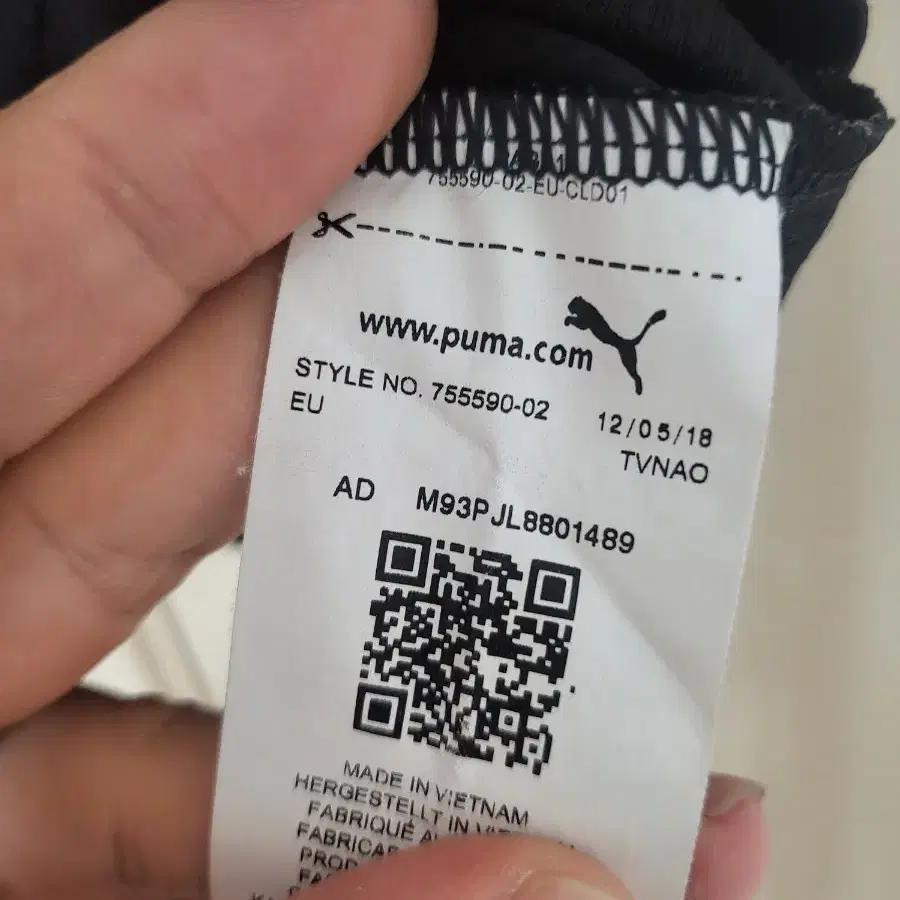 755590-02-EU-CLD01
www.puma.com
STYLE NO. 755590-02 12/05/18
EU TVNAO
AD M93PJL8801489
MADE IN VIETNAM
HERGESTELLT IN
FABRIQUÉ